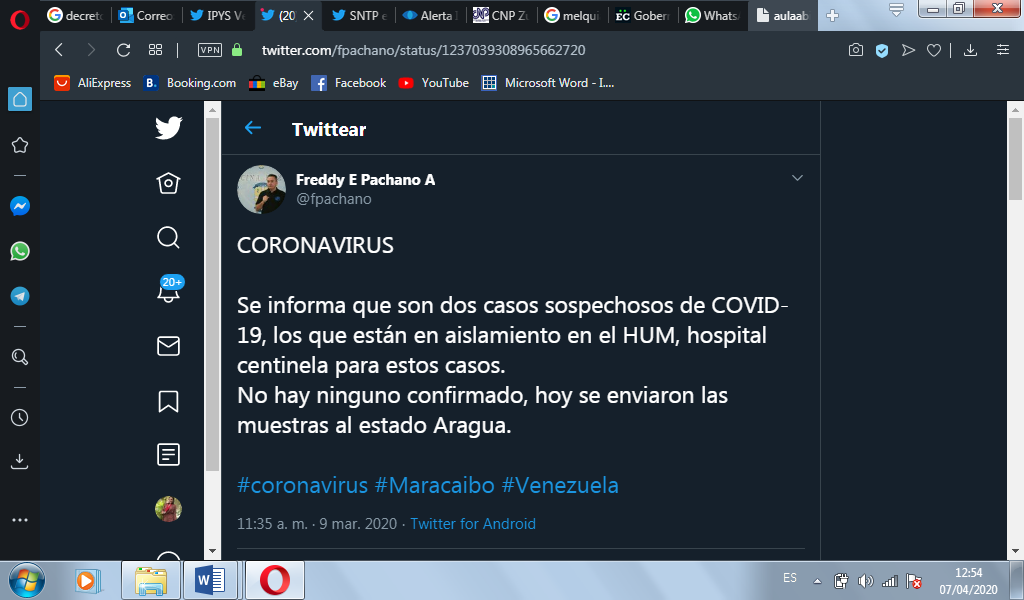 decret
Correo
IPYS Ve
(20
SNTP e
Alerta
CNP Zu
melqui
Gobern
Whats
aulaab
VPN
twitter.com/fpachano/status/1237039308965662720
AliExpress
Booking.com
eBay
Facebook
YouTube
Microsoft Word - I....
Twittear
Freddy E Pachano A
@fpachano
CORONAVIRUS
20+
Se informa que son dos casos sospechosos de COVID-
19, los que están en aislamiento en el HUM, hospital
centinela para estos casos.
No hay ninguno confirmado, hoy se enviaron las
muestras al estado Aragua.
#coronavirus #Maracaibo #Venezuela
11:35 a. m. · 9 mar. 2020 · Twitter for Android
ES
12:54
07/04/2020